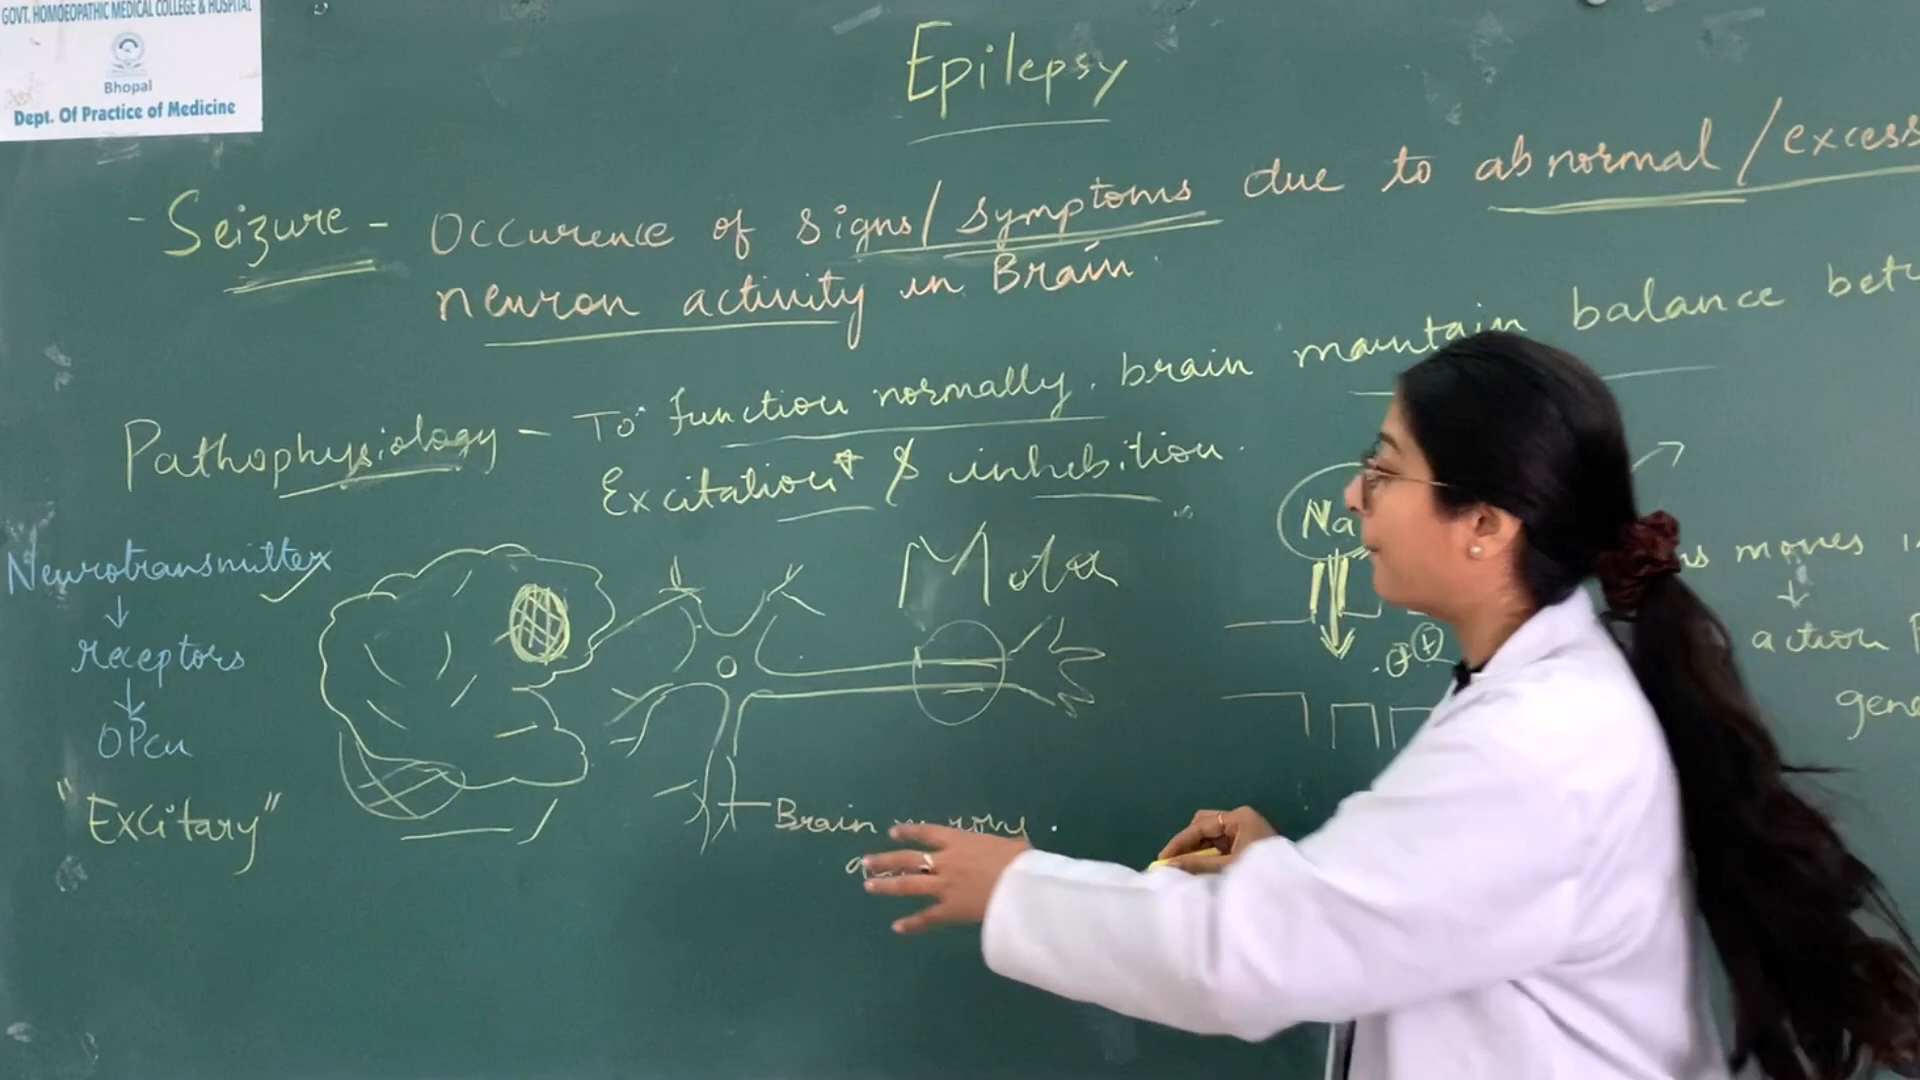 GOVT. HOMOEOPATHIC MEDICAL COLLEGE & HOSPITAL
Bhopal
Dept. Of Practice of Medicine
Epilepsy
- Seizure - Occurence of signs/symptoms due to abnormal/excess
neuron activity in Brain.
Pathophysiology - To function normally, brain maintain balance
Excitation & inhibition.
Neurotransmitter
↓
receptors
↓
"Excitary"
Na
moves
↓
action
Brain